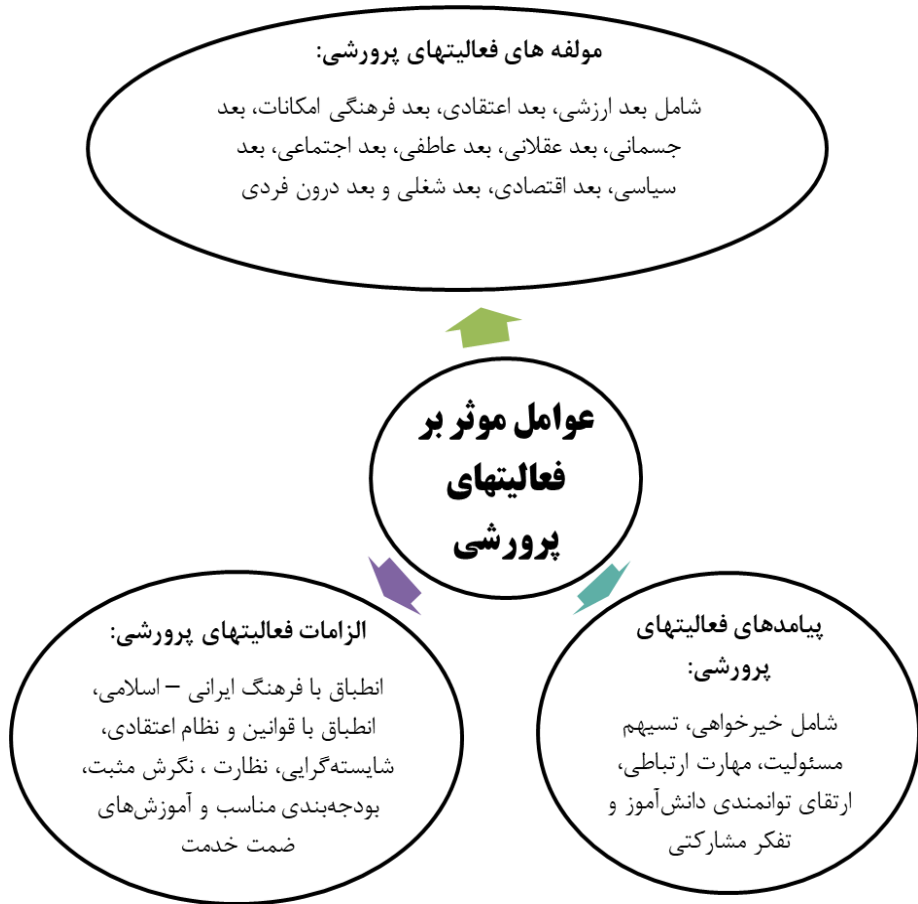 مولفه های فعالیتهای پرورشی:
شامل بعد ارزشی، بعد اعتقادی، بعد فرهنگی امکانات، بعد
جسمانی، بعد عقلانی، بعد عاطفی، بعد اجتماعی، بعد
سیاسی، بعد اقتصادی، بعد شغلی و بعد درون فردی
عوامل موثر بر
فعالیتهای
پرورشی
پیامدهای فعالیتهای
پرورشی:
شامل خیرخواهی، تسیهم
مسئولیت، مهارت ارتباطی،
ارتقای توانمندی دانش‌آموز و
تفکر مشارکتی
الزامات فعالیتهای پرورشی:
انطباق با فرهنگ ایرانی – اسلامی،
انطباق با قوانین و نظام اعتقادی،
شایسته‌گرایی، نظارت ، نگرش مثبت،
بودجه‌بندی مناسب و آموزش‌های
ضمت خدمت